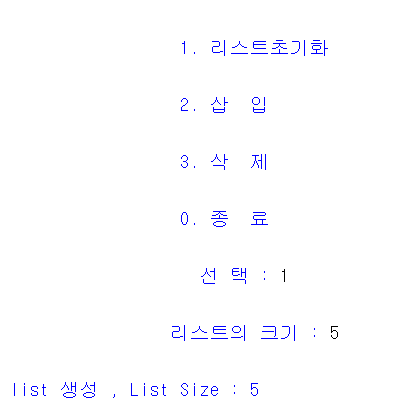 1. 리스트초기화
2. 삽 입
3. 삭 제
0. 종 료
선 택 : 1
리스트의 크기 : 5
list 생성 , List Size : 5